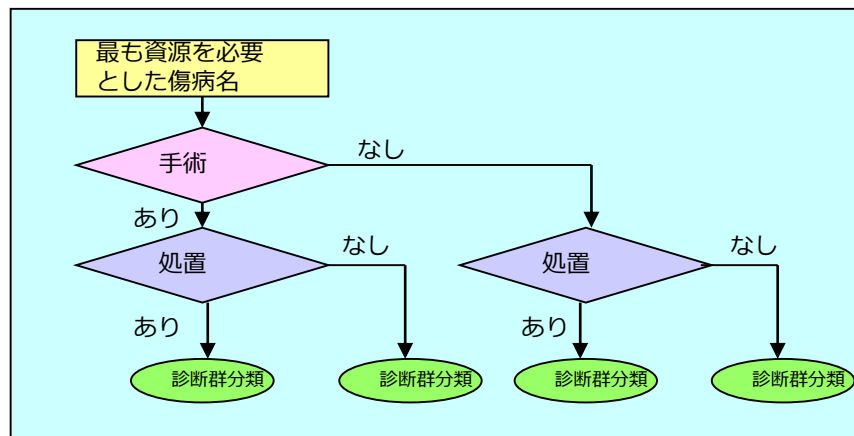 最も資源を必要
とした傷病名
手術
なし
あり
処置
なし
処置
なし
あり
あり
診断群分類
診断群分類
診断群分類
診断群分類